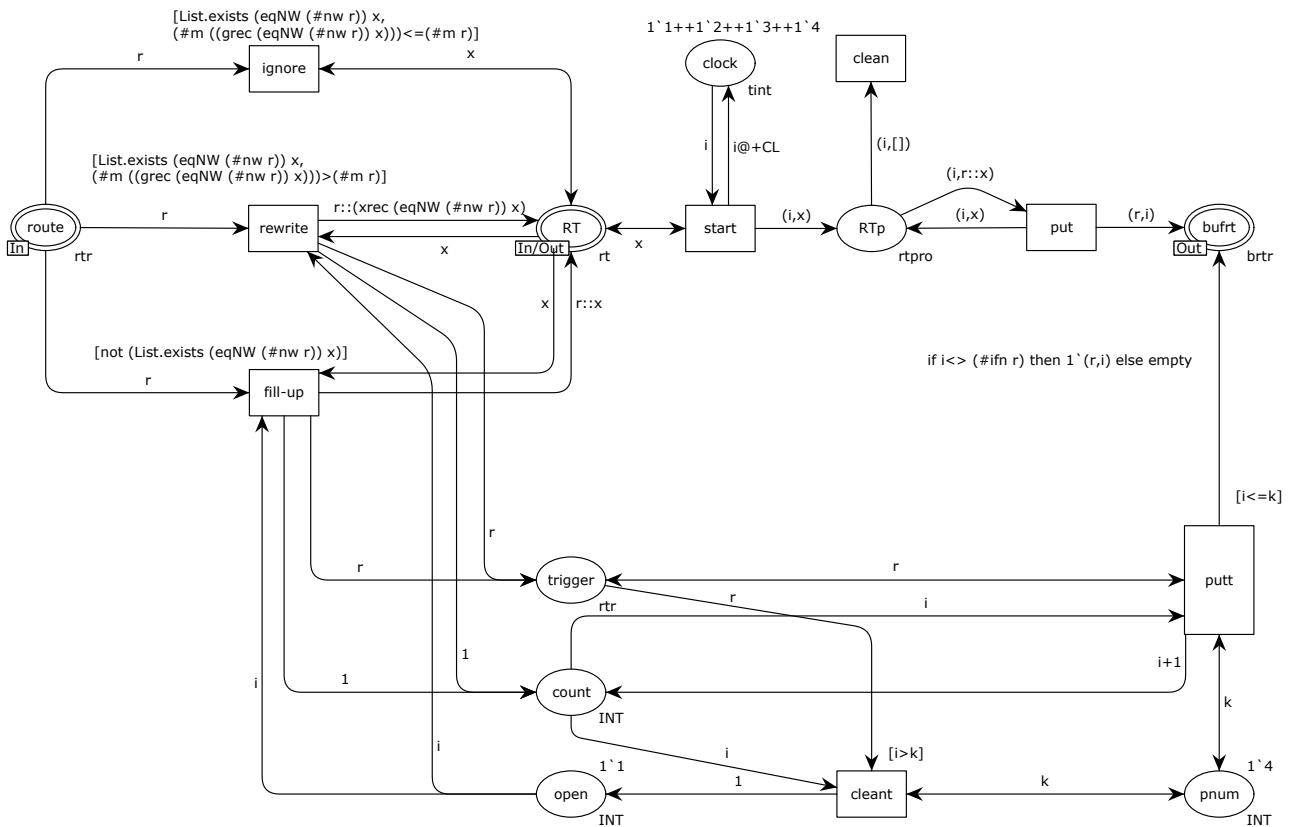 [List.exists (eqNW (#nw r)) x,
(#m ((grec (eqNW (#nw r)) x)))<=(#m r)]
1`1++1`2++1`3++1`4
r
ignore
x
clock
clean
tint
[List.exists (eqNW (#nw r)) x,
(#m ((grec (eqNW (#nw r)) x)))>(#m r)]
i
i@+CL
(i,[])
(i,r::x)
route
In
rtr
r
rewrite
r::(xrec (eqNW (#nw r)) x)
x
RT
In/Out
rt
x
start
(i,x)
RTp
rtpro
(i,x)
put
(r,i)
bufrt
Out
brtr
x
r::x
[not (List.exists (eqNW (#nw r)) x)]
if i<> (#ifn r) then 1`(r,i) else empty
r
fill-up
[i<=k]
r
r
trigger
rtr
r
r
putt
i
1
1
count
INT
i+1
i
i
i
k
[i>k]
1`1
open
INT
1
cleant
k
1`4
pnum
INT